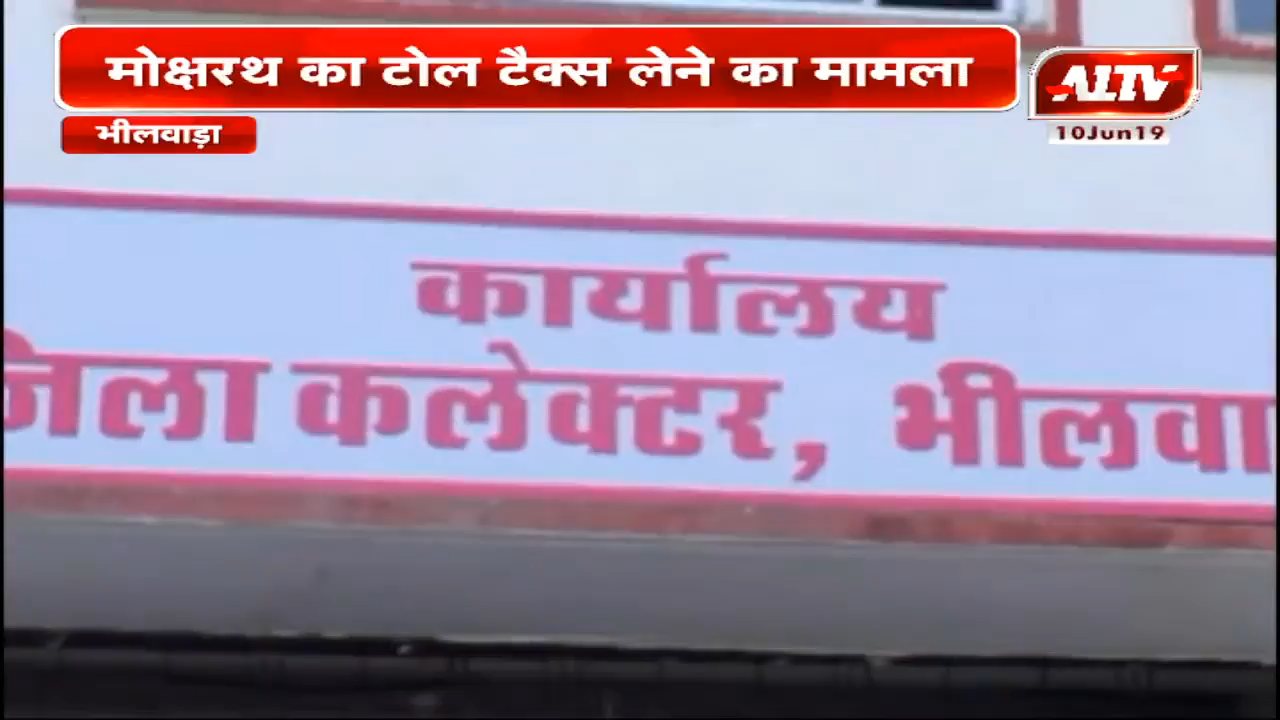 मोक्षरथ का टोल टैक्स लेने का मामला
ALTV
भीलवाड़ा
10Jun19
कार्यालय
जिला कलेक्टर, भीलवा